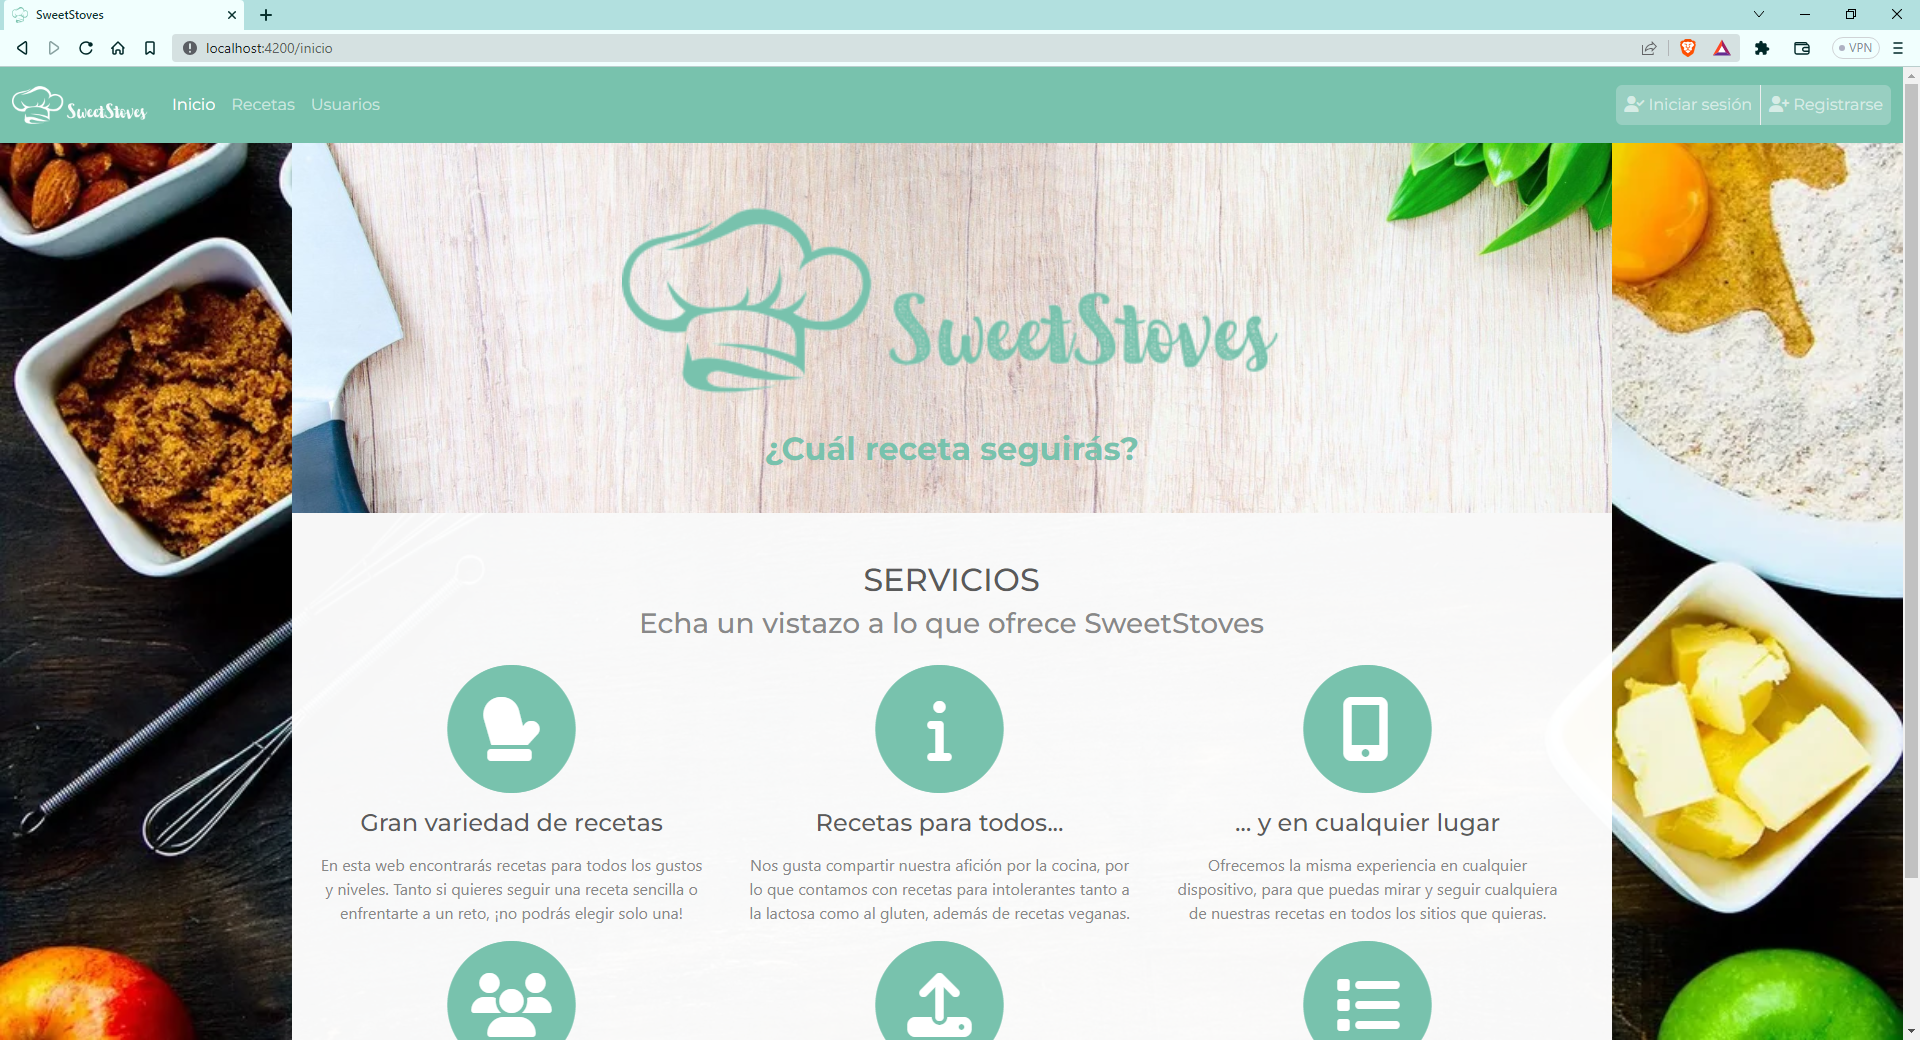 SweetStoves
localhost:4200/inicio
VPN
SweetStoves
Inicio
Recetas
Usuarios
Iniciar sesión
Registrarse
SweetStoves
¿Cuál receta seguirás?
SERVICIOS
Echa un vistazo a lo que ofrece SweetStoves
Gran variedad de recetas
En esta web encontrarás recetas para todos los gustos
y niveles. Tanto si quieres seguir una receta sencilla o
enfrentarte a un reto, ¡no podrás elegir solo una!
Recetas para todos...
Nos gusta compartir nuestra afición por la cocina, por
lo que contamos con recetas para intolerantes tanto a
la lactosa como al gluten, además de recetas veganas.
... y en cualquier lugar
Ofrecemos la misma experiencia en cualquier
dispositivo, para que puedas mirar y seguir cualquiera
de nuestras recetas en todos los sitios que quieras.